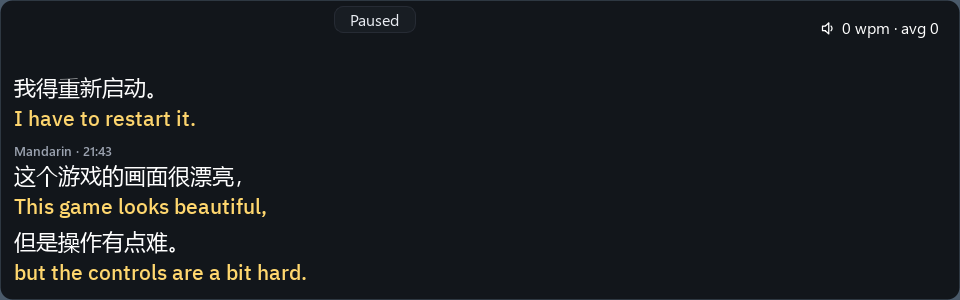 Paused
0 wpm · avg 0
我得重新启动。
I have to restart it.
Mandarin · 21:43
这个游戏的画面很漂亮，
This game looks beautiful,
但是操作有点难。
but the controls are a bit hard.